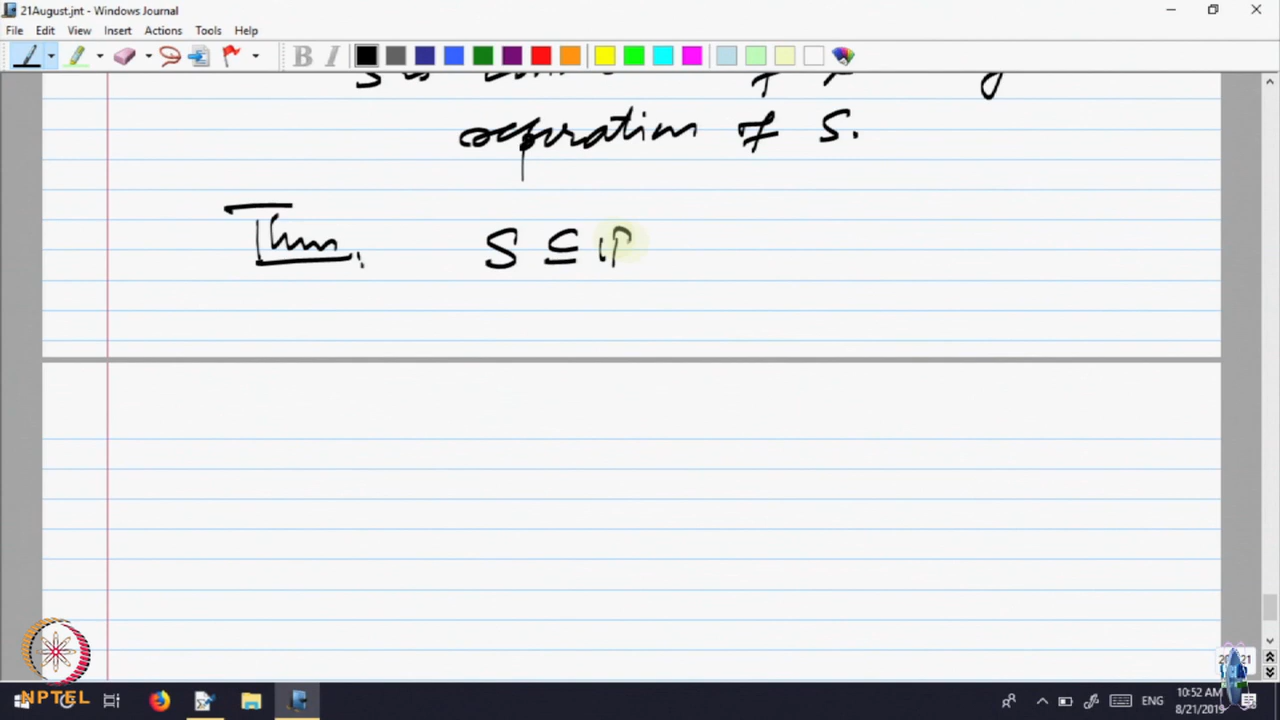 21August.jnt - Windows Journal
File Edit View Insert Actions Tools Help
B I
S is
separation of S.
Thm. S ⊆
NPTEL
ENG
10:52 AM
8/21/2019